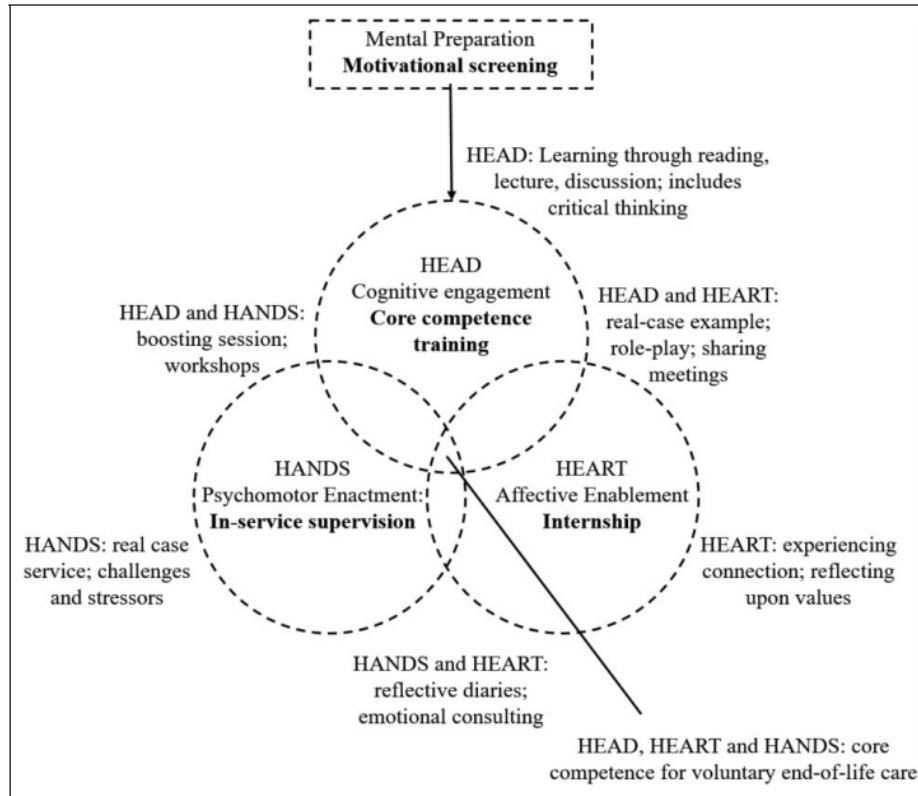 Mental Preparation
Motivational screening
HEAD: Learning through reading,
lecture, discussion; includes
critical thinking
HEAD
Cognitive engagement
Core competence
training
HEAD and HANDS:
boosting session;
workshops
HEAD and HEART:
real-case example;
role-play; sharing
meetings
HANDS
Psychomotor Enactment:
In-service supervision
HEART
Affective Enablement
Internship
HANDS: real case
service; challenges
and stressors
HEART: experiencing
connection; reflecting
upon values
HANDS and HEART:
reflective diaries;
emotional consulting
HEAD, HEART and HANDS: core
competence for voluntary end-of-life care